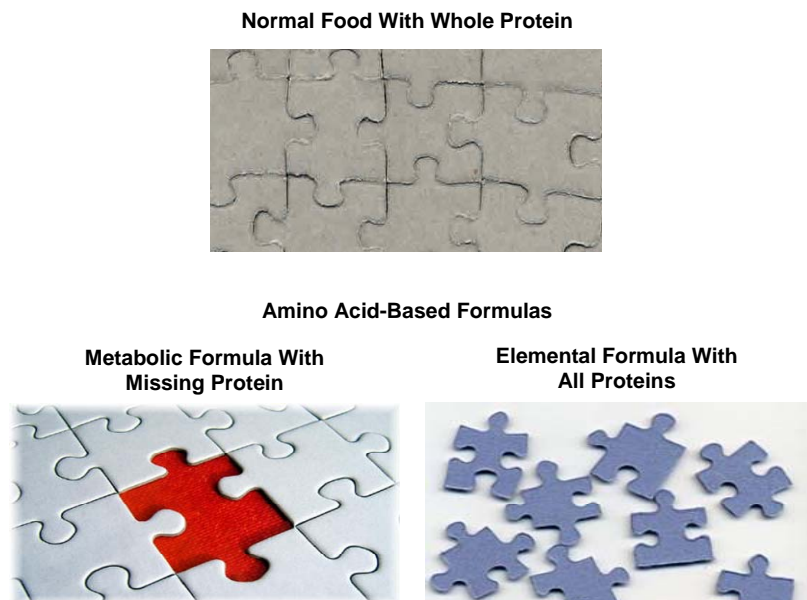 Normal Food With Whole Protein
Amino Acid-Based Formulas
Metabolic Formula With
Missing Protein
Elemental Formula With
All Proteins